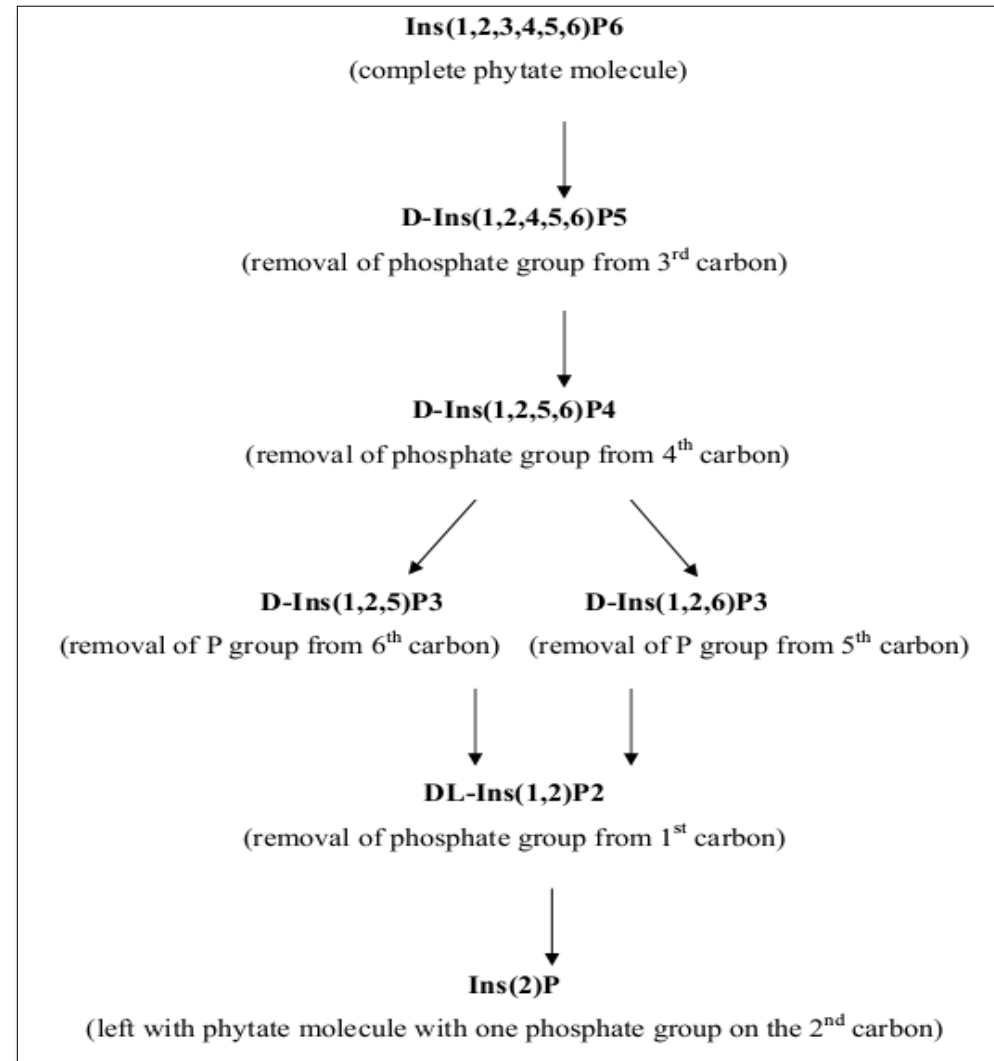 Ins(1,2,3,4,5,6)P6
(complete phytate molecule)
D-Ins(1,2,4,5,6)P5
(removal of phosphate group from 3rd carbon)
D-Ins(1,2,5,6)P4
(removal of phosphate group from 4th carbon)
D-Ins(1,2,5)P3 D-Ins(1,2,6)P3
(removal of P group from 6th carbon) (removal of P group from 5th carbon)
DL-Ins(1,2)P2
(removal of phosphate group from 1st carbon)
Ins(2)P
(left with phytate molecule with one phosphate group on the 2nd carbon)